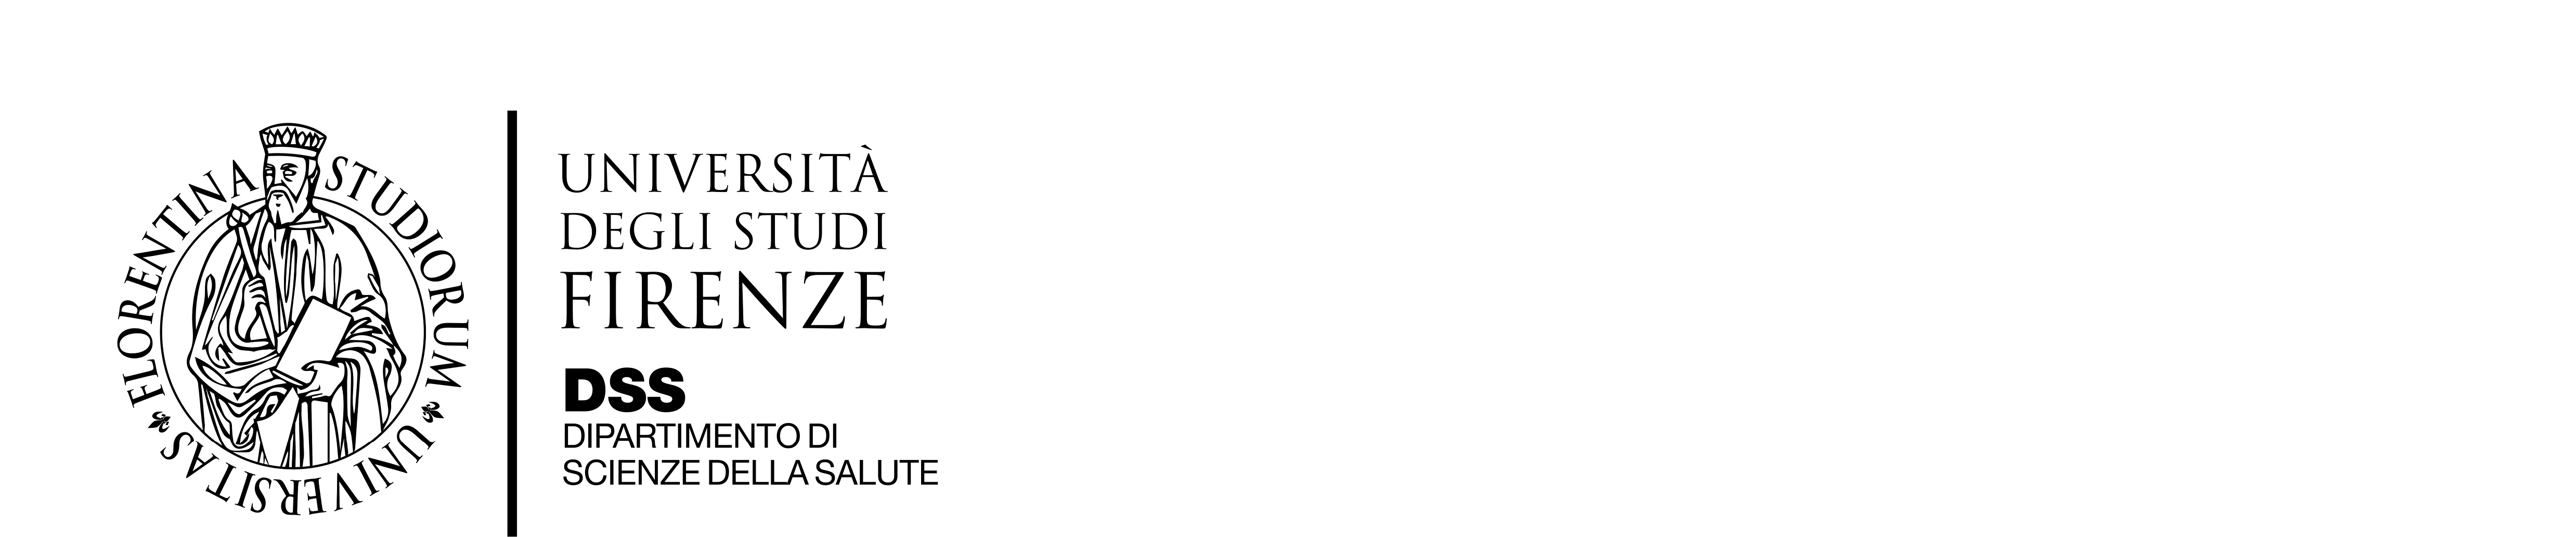 FLORENTINA STUDIORUM UNIVERSITAS
UNIVERSITÀ
DEGLI STUDI
FIRENZE
DSS
DIPARTIMENTO DI
SCIENZE DELLA SALUTE